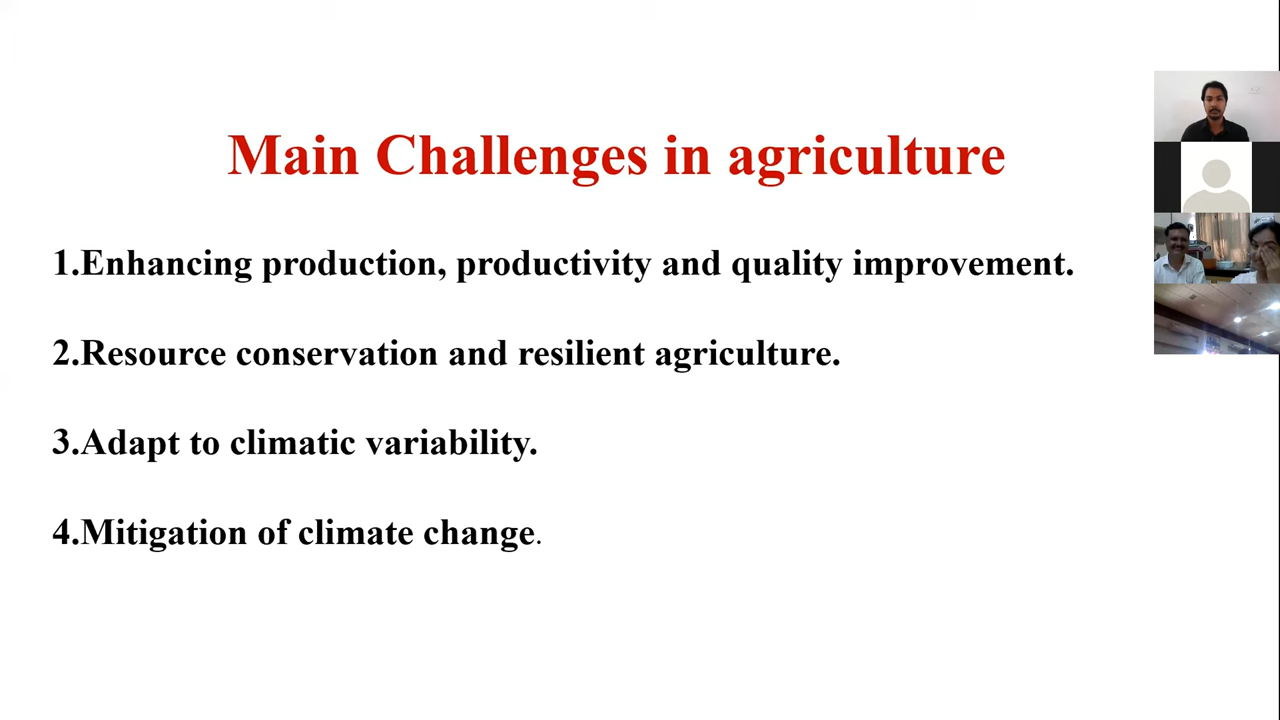 Main Challenges in agriculture
1.Enhancing production, productivity and quality improvement.
2.Resource conservation and resilient agriculture.
3.Adapt to climatic variability.
4.Mitigation of climate change.